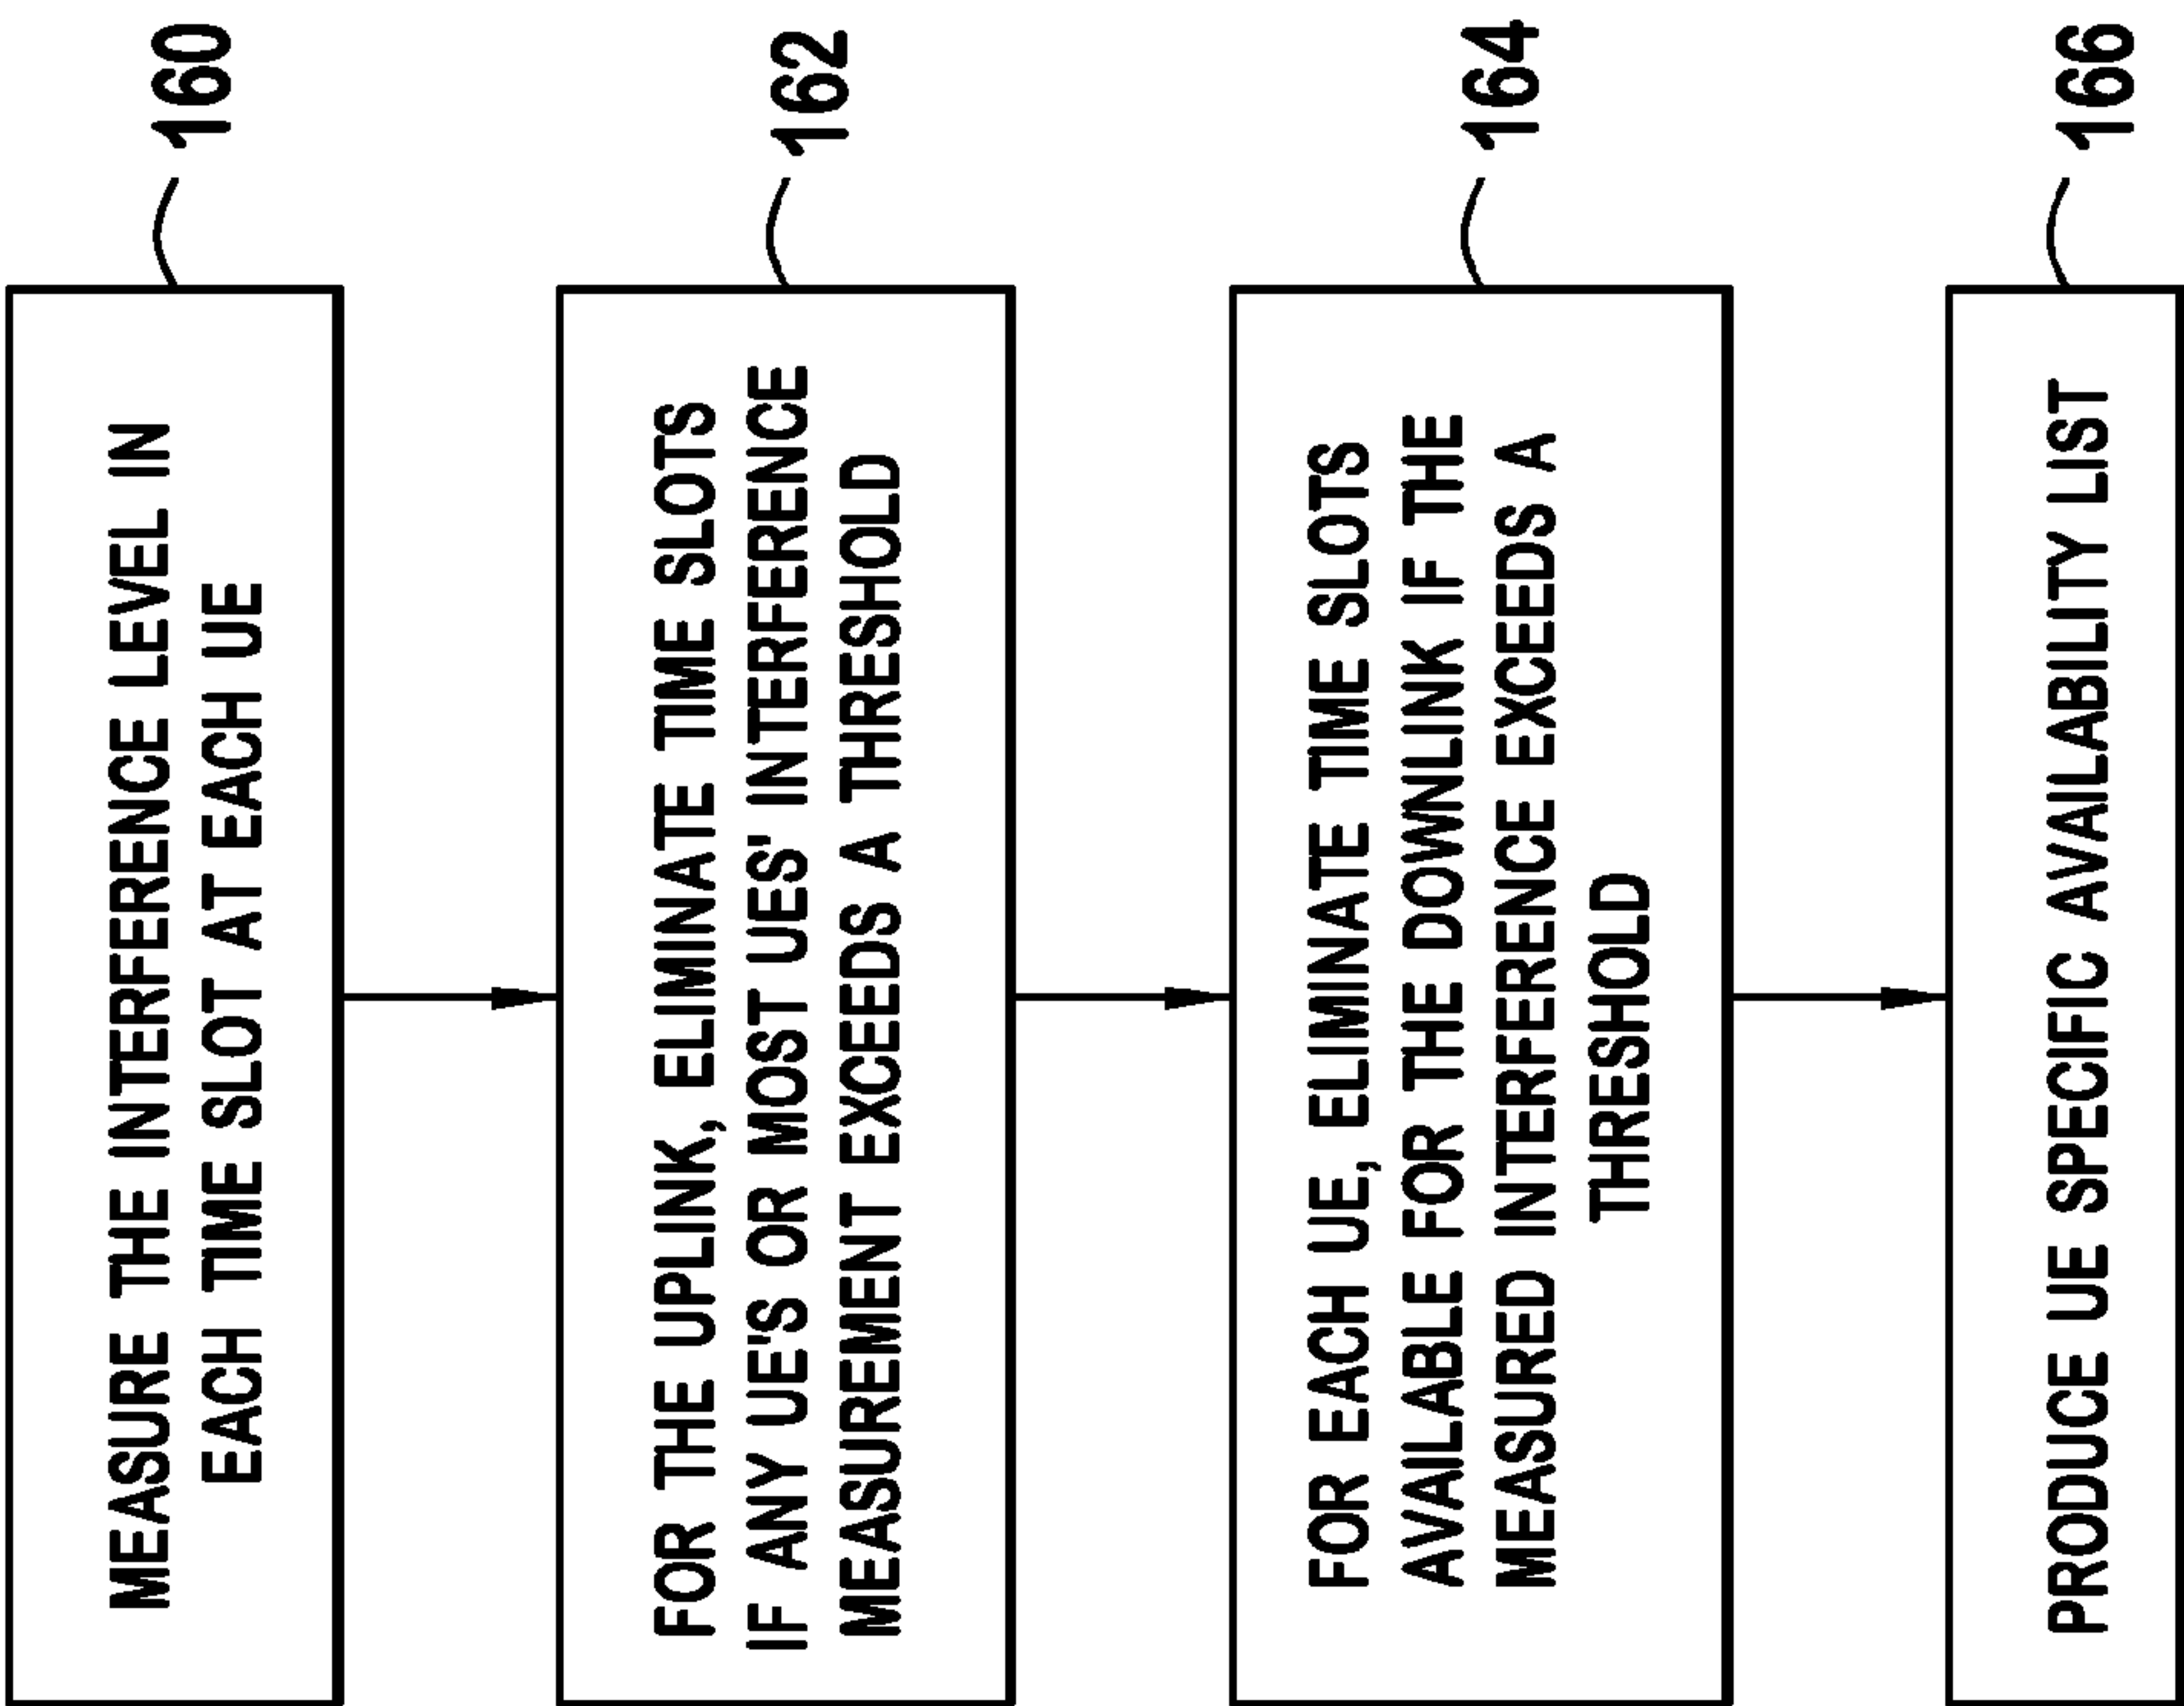 MEASURE THE INTERFERENCE LEVEL IN
EACH TIME SLOT AT EACH UE
160
FOR THE UPLINK, ELIMINATE TIME SLOTS
IF ANY UE'S OR MOST UES' INTERFERENCE
MEASUREMENT EXCEEDS A THRESHOLD
162
FOR EACH UE, ELIMINATE TIME SLOTS
AVAILABLE FOR THE DOWNLINK IF THE
MEASURED INTERFERENCE EXCEEDS A
THRESHOLD
164
PRODUCE UE SPECIFIC AVAILABILITY LIST
166